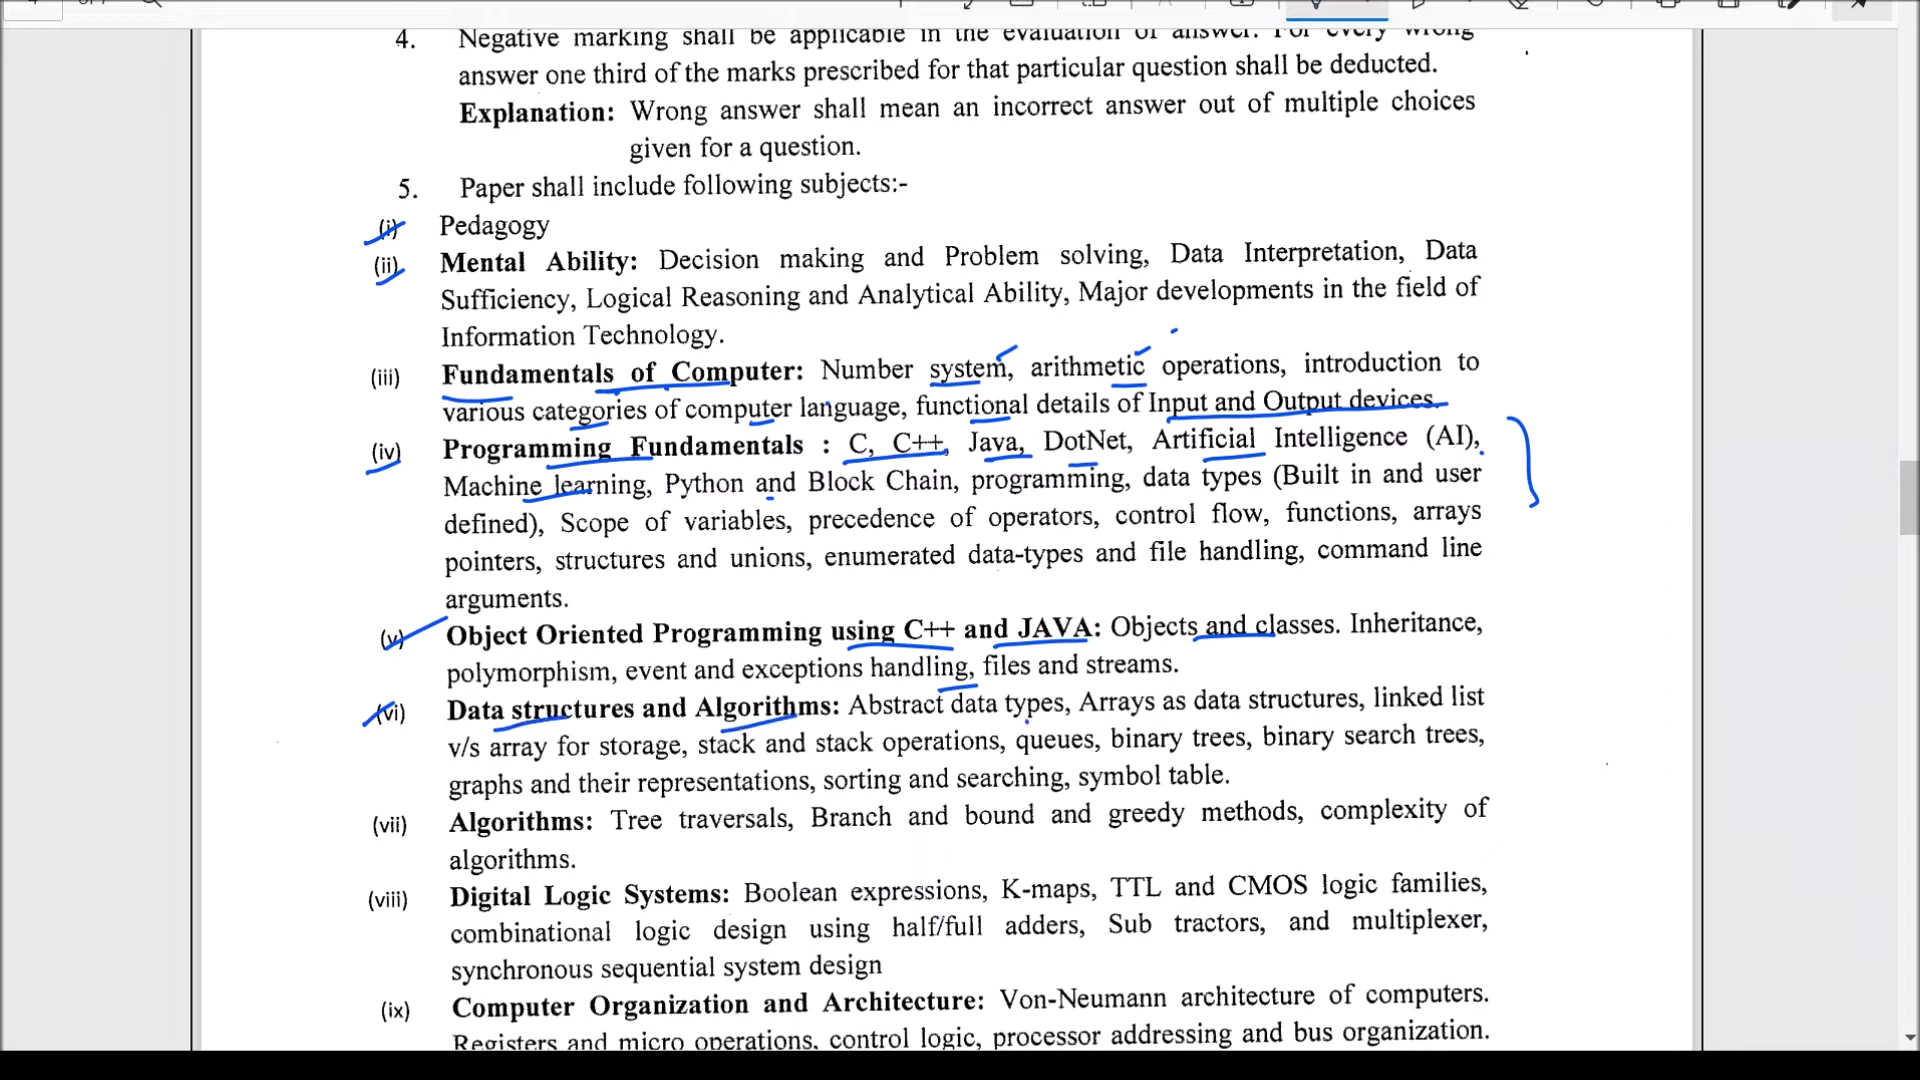 4. Negative marking shall be applicable in the evaluation of answer. For every wrong
answer one third of the marks prescribed for that particular question shall be deducted.
Explanation: Wrong answer shall mean an incorrect answer out of multiple choices
given for a question.
5. Paper shall include following subjects:-
(i) Pedagogy
(ii) Mental Ability: Decision making and Problem solving, Data Interpretation, Data
Sufficiency, Logical Reasoning and Analytical Ability, Major developments in the field of
Information Technology.
(iii) Fundamentals of Computer: Number system, arithmetic operations, introduction to
various categories of computer language, functional details of Input and Output devices.
(iv) Programming Fundamentals : C, C++, Java, DotNet, Artificial Intelligence (AI),
Machine learning, Python and Block Chain, programming, data types (Built in and user
defined), Scope of variables, precedence of operators, control flow, functions, arrays
pointers, structures and unions, enumerated data-types and file handling, command line
arguments.
(v) Object Oriented Programming using C++ and JAVA: Objects and classes. Inheritance,
polymorphism, event and exceptions handling, files and streams.
(vi) Data structures and Algorithms: Abstract data types, Arrays as data structures, linked list
v/s array for storage, stack and stack operations, queues, binary trees, binary search trees,
graphs and their representations, sorting and searching, symbol table.
(vii) Algorithms: Tree traversals, Branch and bound and greedy methods, complexity of
algorithms.
(viii) Digital Logic Systems: Boolean expressions, K-maps, TTL and CMOS logic families,
combinational logic design using half/full adders, Sub tractors, and multiplexer,
synchronous sequential system design
(ix) Computer Organization and Architecture: Von-Neumann architecture of computers.
Registers and micro operations, control logic, processor addressing and bus organization.